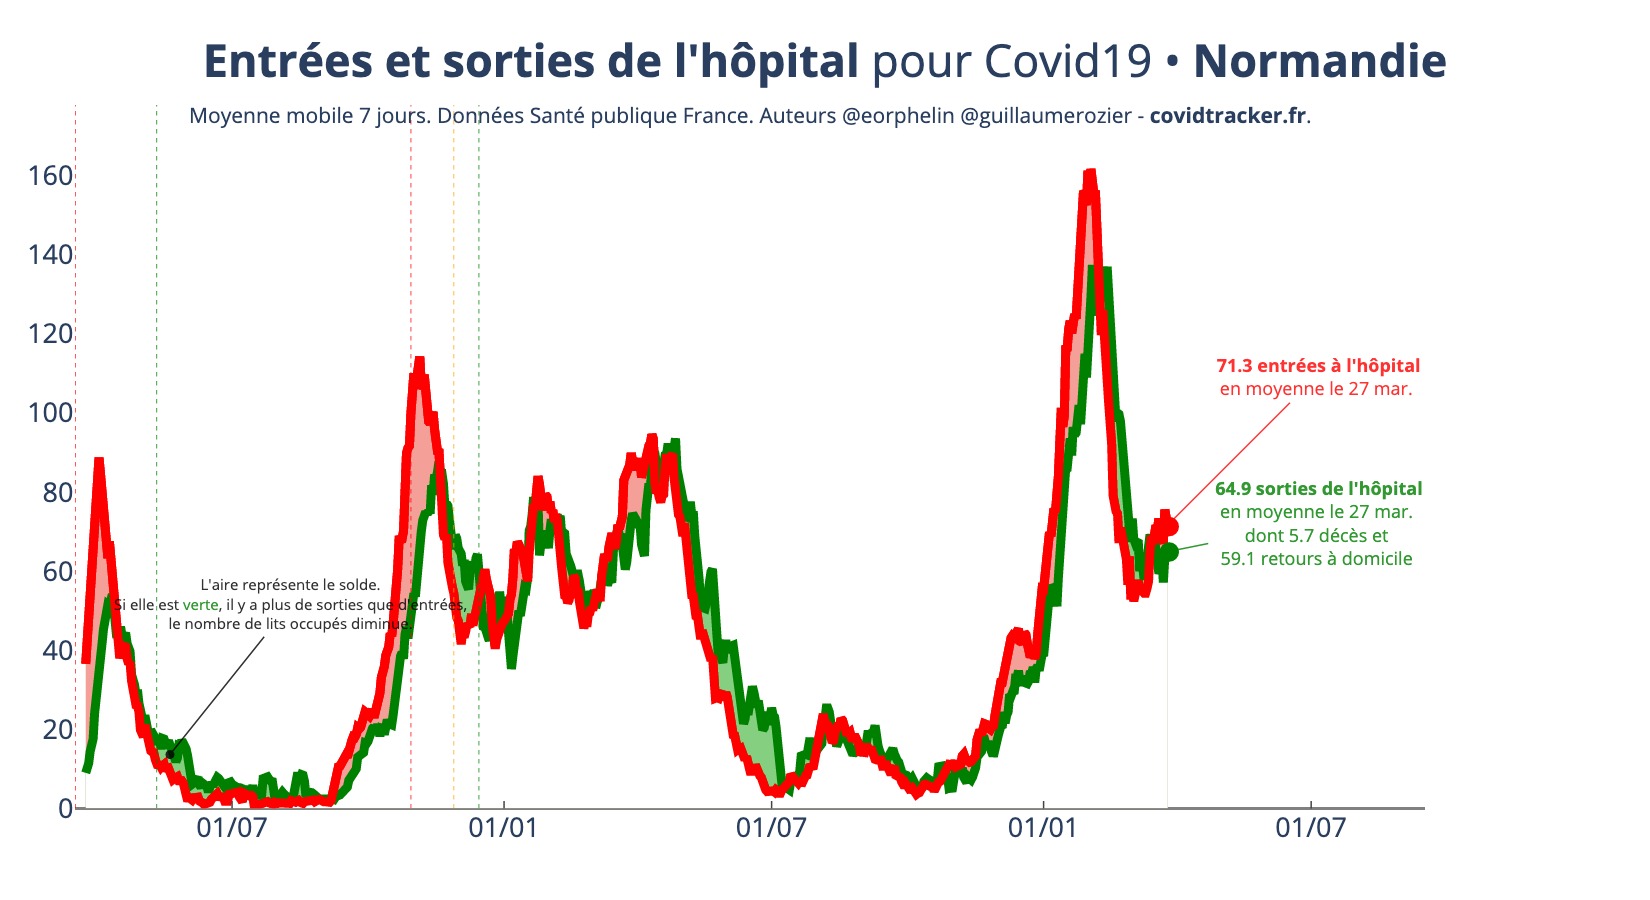 Entrées et sorties de l'hôpital pour Covid19 • Normandie
Moyenne mobile 7 jours. Données Santé publique France. Auteurs @eorphelin @guillaumerozier - covidtracker.fr.
160
140
120
100
80
60
40
20
0
71.3 entrées à l'hôpital
en moyenne le 27 mar.
64.9 sorties de l'hôpital
en moyenne le 27 mar.
dont 5.7 décès et
59.1 retours à domicile
L'aire représente le solde.
Si elle est verte, il y a plus de sorties que d'entrées,
le nombre de lits occupés diminue.
01/07
01/01
01/07
01/01
01/07